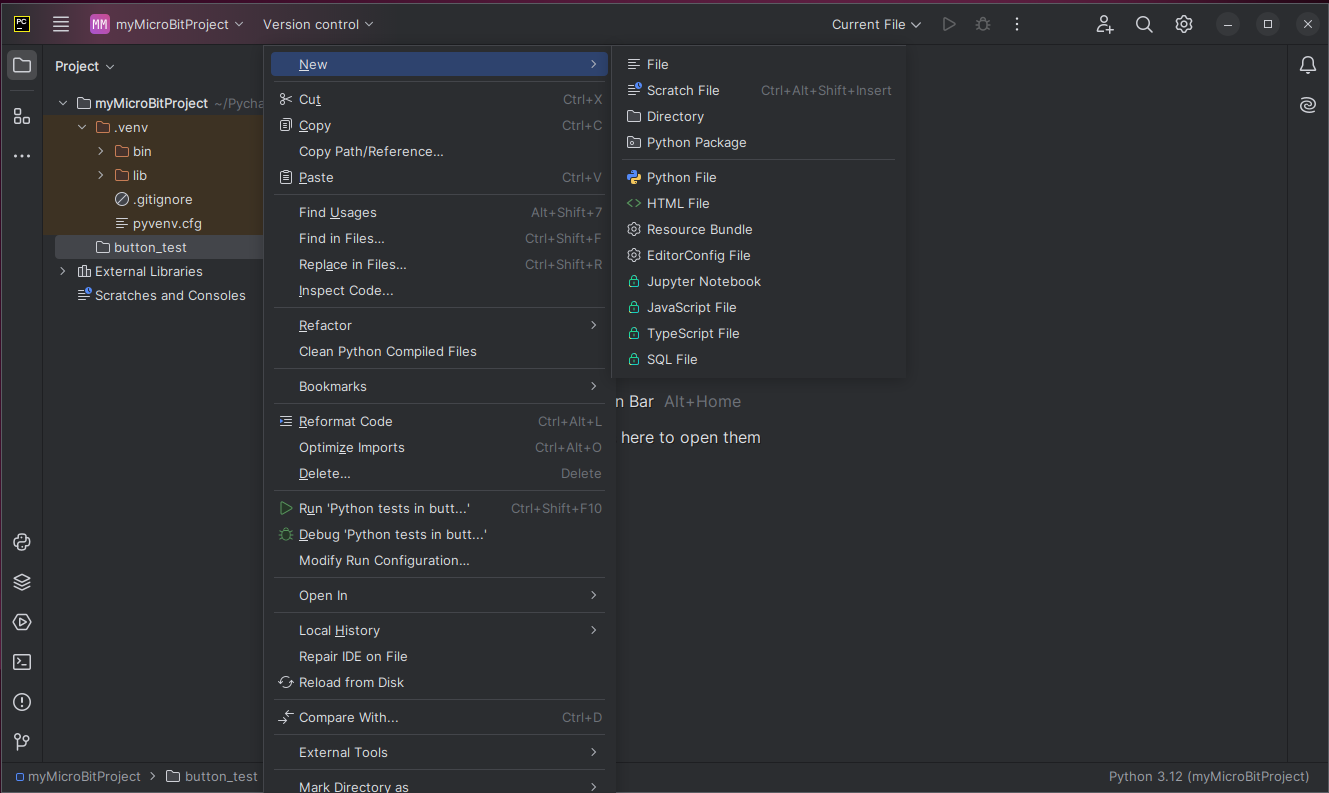 PC
MM myMicroBitProject
Version control
Current File
Project
myMicroBitProject ~/Pycha
.venv
bin
lib
.gitignore
pyvenv.cfg
button_test
External Libraries
Scratches and Consoles
New
Cut Ctrl+X
Copy Ctrl+C
Copy Path/Reference...
Paste Ctrl+V
Find Usages Alt+Shift+7
Find in Files... Ctrl+Shift+F
Replace in Files... Ctrl+Shift+R
Inspect Code...
Refactor
Clean Python Compiled Files
Bookmarks
Reformat Code Ctrl+Alt+L
Optimize Imports Ctrl+Alt+O
Delete... Delete
Run 'Python tests in butt...' Ctrl+Shift+F10
Debug 'Python tests in butt...'
Modify Run Configuration...
Open In
Local History
Repair IDE on File
Reload from Disk
Compare With... Ctrl+D
External Tools
Mark Directory as
File
Scratch File Ctrl+Alt+Shift+Insert
Directory
Python Package
Python File
HTML File
Resource Bundle
EditorConfig File
Jupyter Notebook
JavaScript File
TypeScript File
SQL File
n Bar Alt+Home
here to open them
myMicroBitProject > button_test
Python 3.12 (myMicroBitProject)